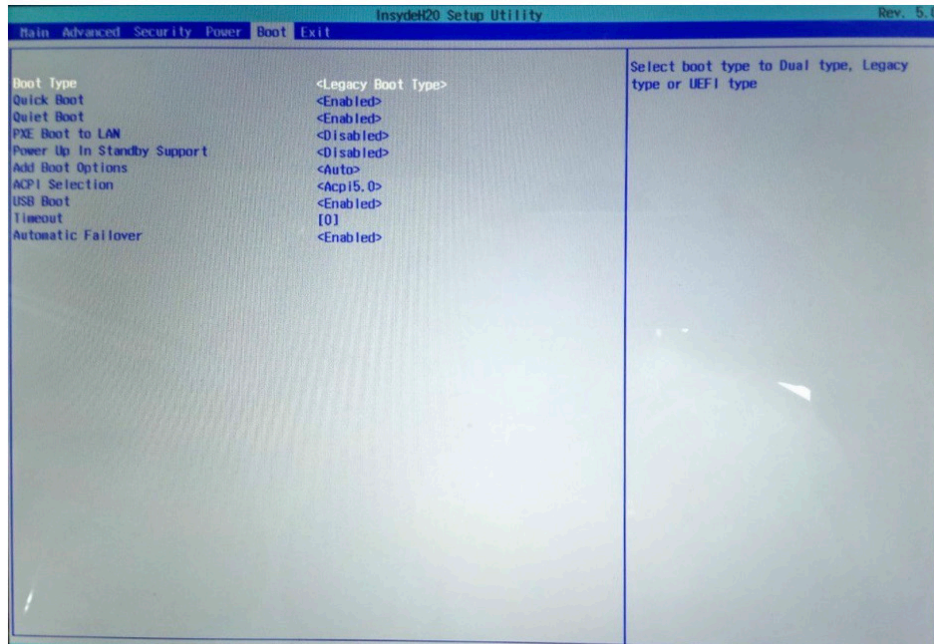 InsydeH20 Setup Utility Rev. 5.
Main Advanced Security Power Boot Exit
Boot Type <Legacy Boot Type>
Quick Boot <Enabled>
Quiet Boot <Enabled>
PXE Boot to LAN <Disabled>
Power Up In Standby Support <Disabled>
Add Boot Options <Auto>
ACPI Selection <Acpi5.0>
USB Boot <Enabled>
Timeout [0]
Automatic Failover <Enabled>
Select boot type to Dual type, Legacy
type or UEFI type